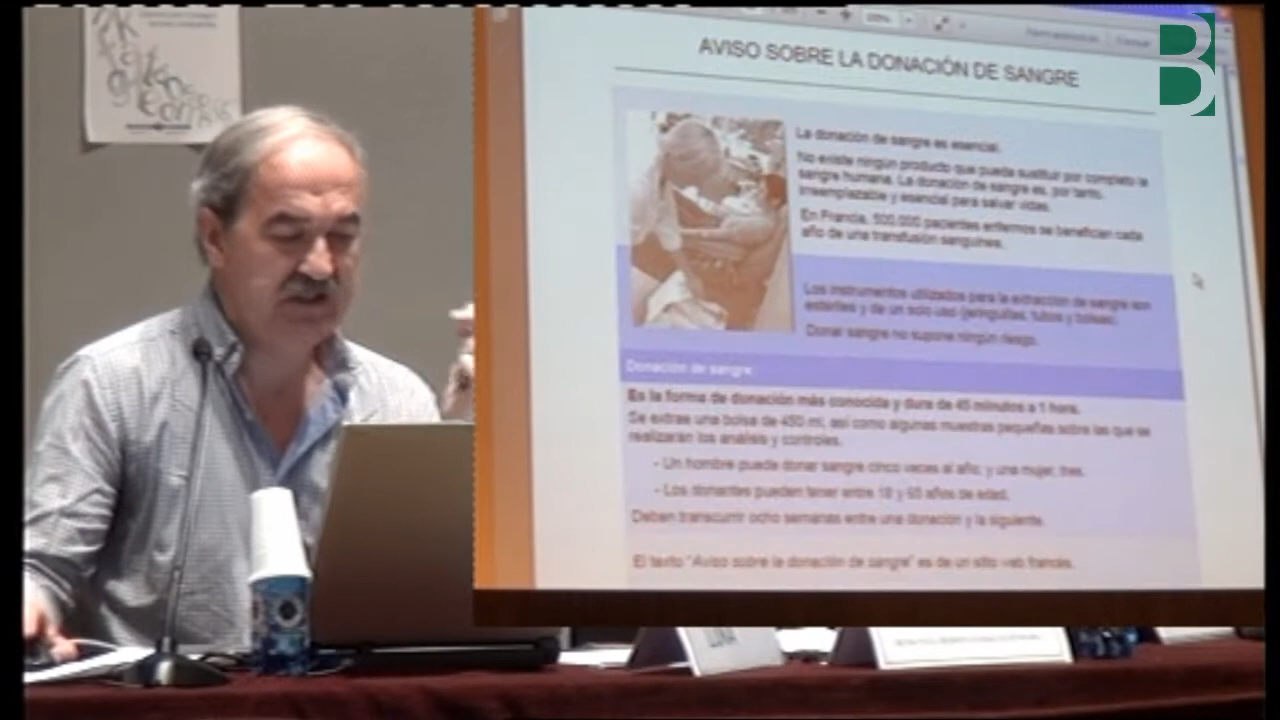 AVISO SOBRE LA DONACIÓN DE SANGRE
La donación de sangre es esencial.
No existe ningún producto que pueda sustituir por completo la
sangre humana. La donación de sangre es, por tanto,
irreemplazable y esencial para salvar vidas.
En Francia, 500.000 pacientes enfermos se benefician cada
año de una transfusión sanguínea.
Los instrumentos utilizados para la extracción de sangre son
estériles y de un solo uso (jeringuillas, tubos y bolsas).
Donar sangre no supone ningún riesgo.
Donación de sangre:
Es la forma de donación más conocida y dura de 45 minutos a 1 hora.
Se extrae una bolsa de 450 ml, así como algunas muestras pequeñas sobre las que se
realizarán los análisis y controles.
- Un hombre puede donar sangre cinco veces al año, y una mujer, tres.
- Los donantes pueden tener entre 18 y 65 años de edad.
Deben transcurrir ocho semanas entre una donación y la siguiente.
El texto "Aviso sobre la donación de sangre" es de un sitio web francés.
B